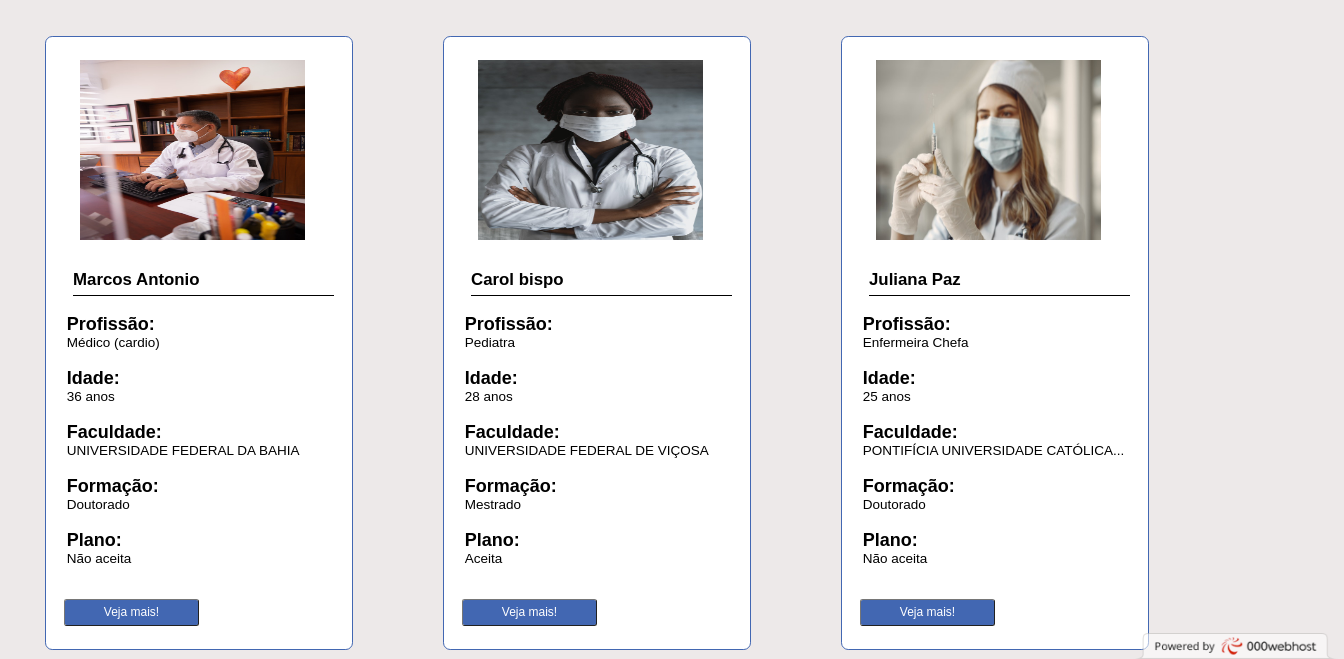 Marcos Antonio
Profissão:
Médico (cardio)
Idade:
36 anos
Faculdade:
UNIVERSIDADE FEDERAL DA BAHIA
Formação:
Doutorado
Plano:
Não aceita
Veja mais!
Carol bispo
Profissão:
Pediatra
Idade:
28 anos
Faculdade:
UNIVERSIDADE FEDERAL DE VIÇOSA
Formação:
Mestrado
Plano:
Aceita
Veja mais!
Juliana Paz
Profissão:
Enfermeira Chefa
Idade:
25 anos
Faculdade:
PONTIFÍCIA UNIVERSIDADE CATÓLICA...
Formação:
Doutorado
Plano:
Não aceita
Veja mais!
Powered by 000webhost